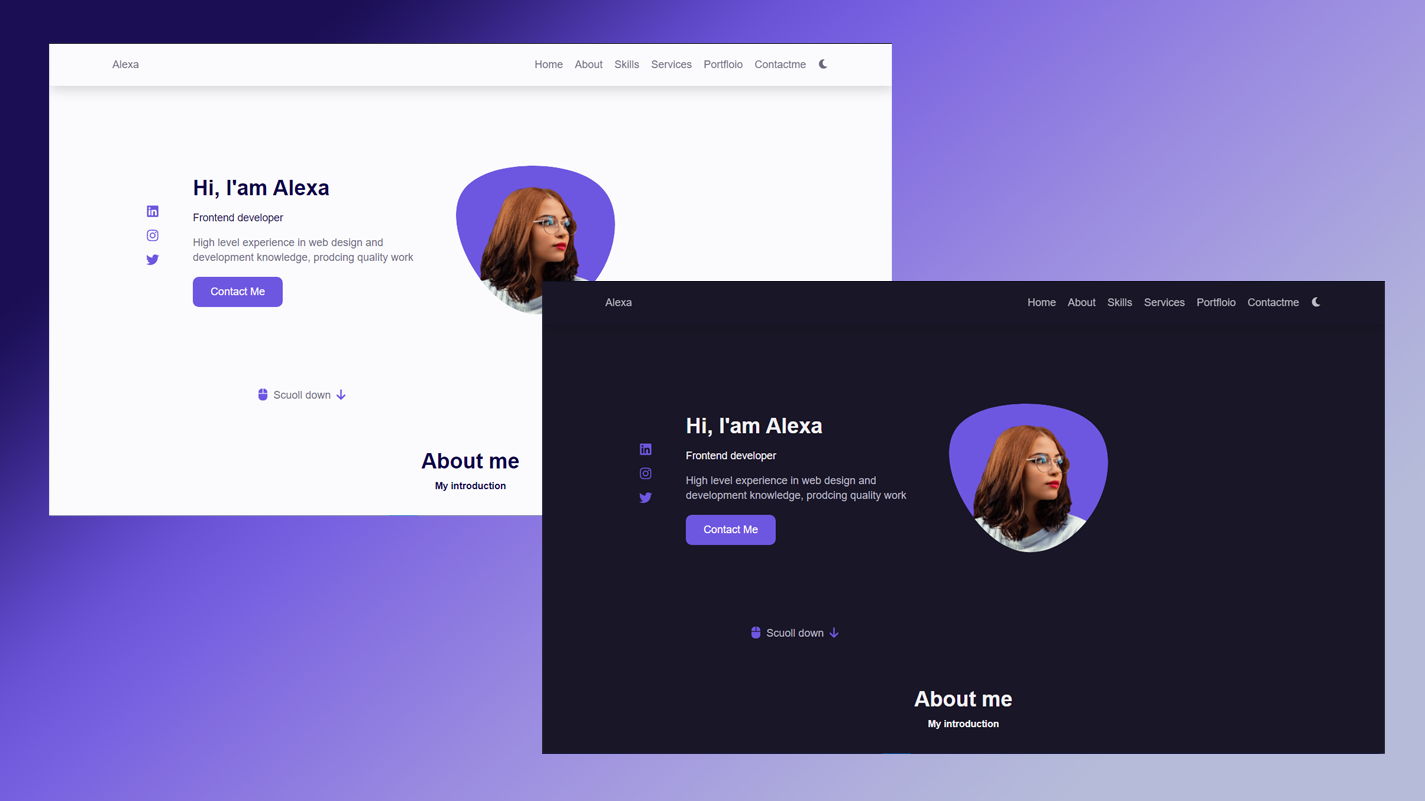 Alexa
Home About Skills Services Portfloio Contactme
Hi, I'am Alexa
Frontend developer
High level experience in web design and
development knowledge, prodcing quality work
Contact Me
Scuoll down
About me
My introduction
Alexa
Home About Skills Services Portfloio Contactme
Hi, I'am Alexa
Frontend developer
High level experience in web design and
development knowledge, prodcing quality work
Contact Me
Scuoll down
About me
My introduction